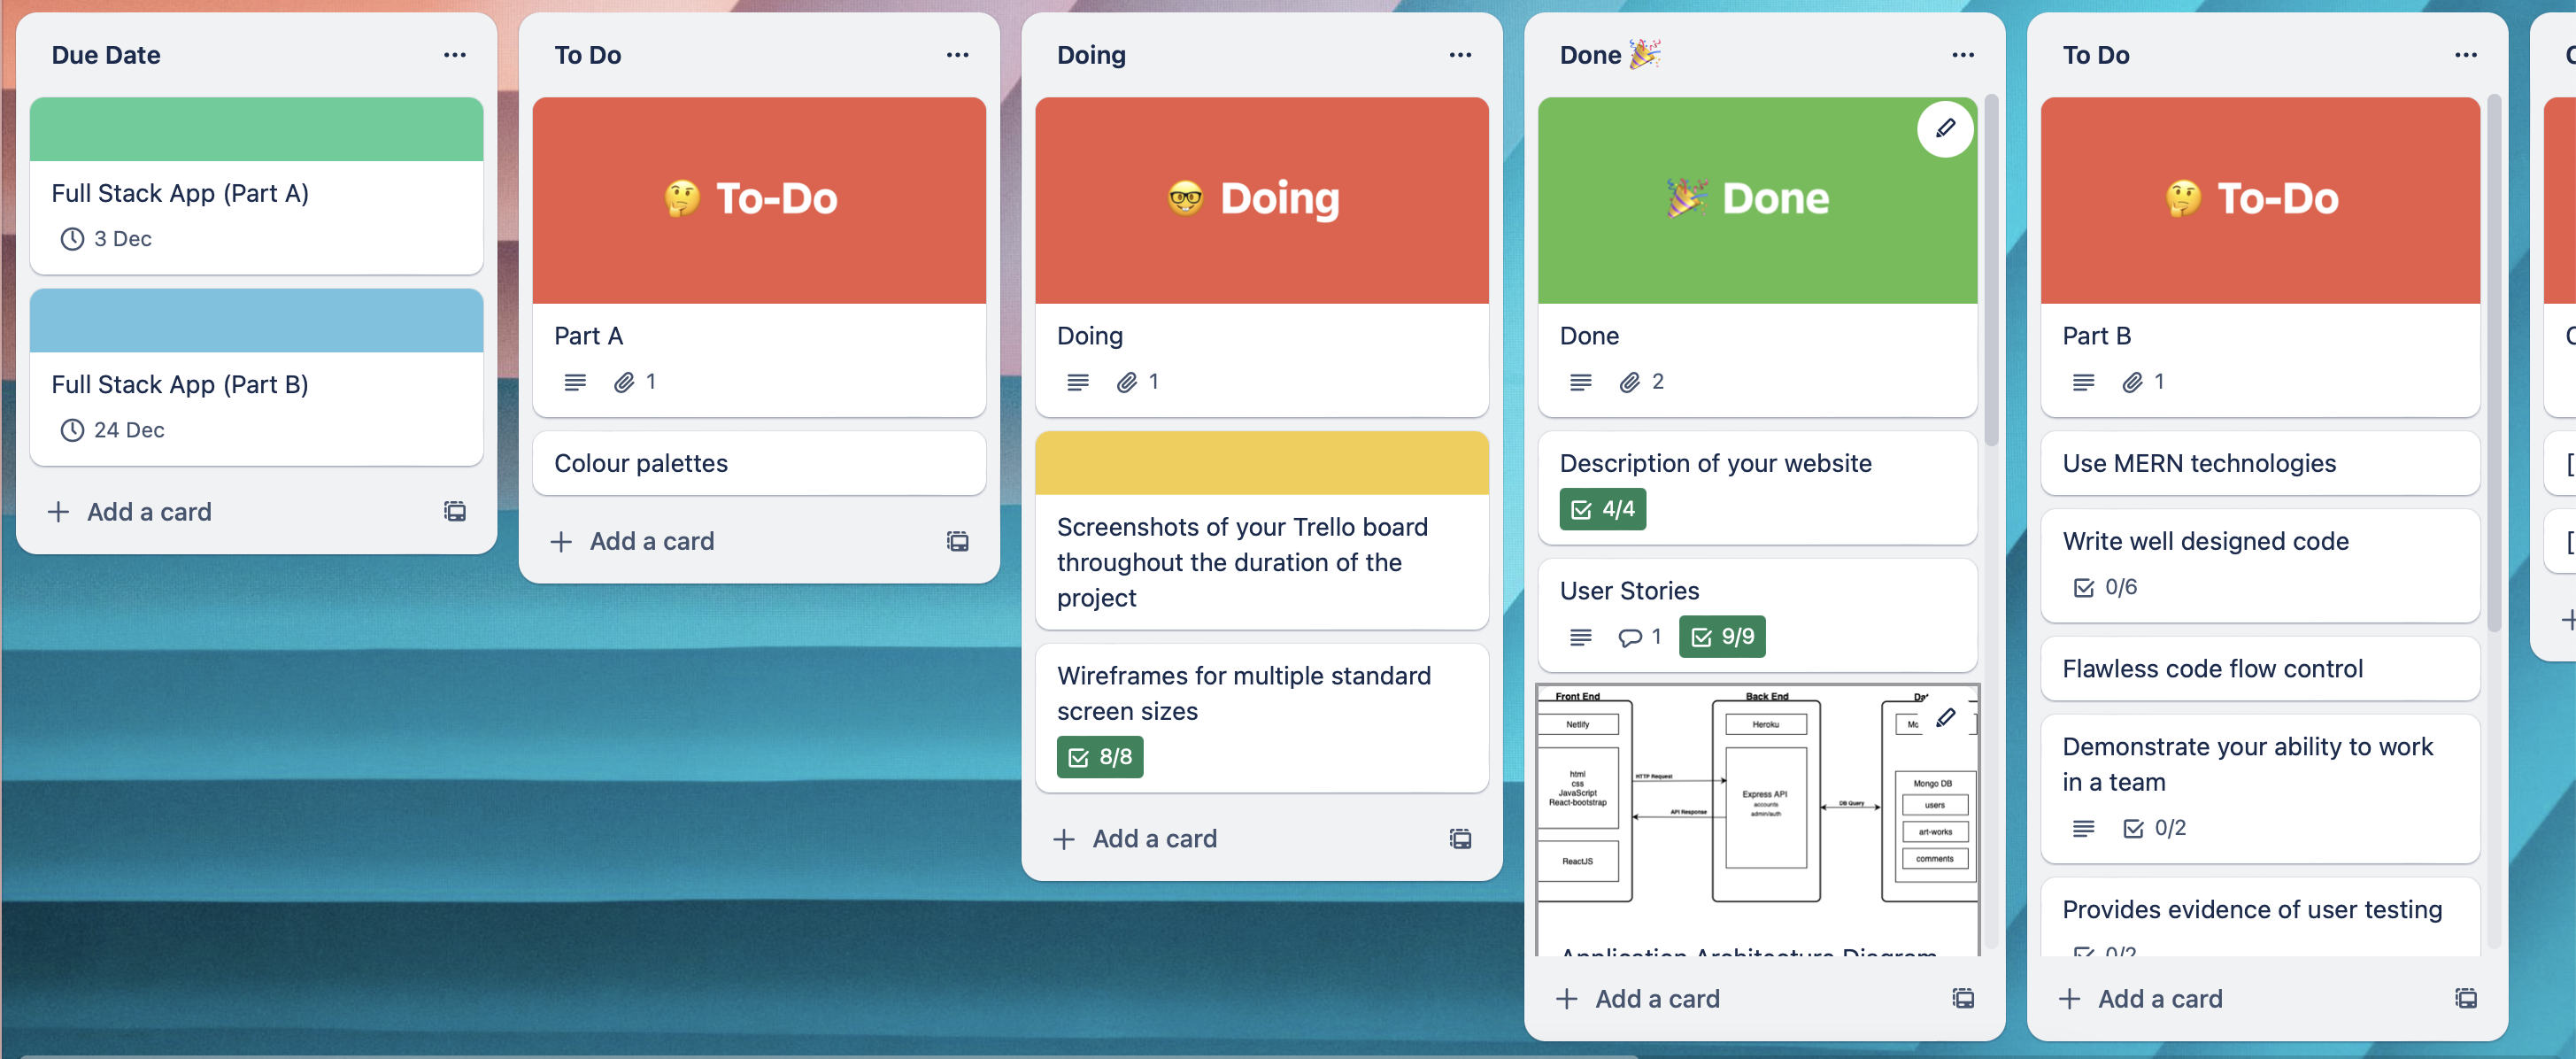 Due Date
Full Stack App (Part A)
3 Dec
Full Stack App (Part B)
24 Dec
Add a card
To Do
🤔 To-Do
Part A
1
Colour palettes
Add a card
Doing
🤓 Doing
Doing
1
Screenshots of your Trello board
throughout the duration of the
project
Wireframes for multiple standard
screen sizes
8/8
Add a card
Done 🎉
🎉 Done
Done
2
Description of your website
4/4
User Stories
1
9/9
Front End
Netlify
html
css
JavaScript
React-bootstrap
ReactJS
HTTP Request
API Response
Back End
Heroku
Express API
accounts
admin/auth
DB Query
Mongo DB
users
art-works
comments
Application Architecture Diagram
Add a card
To Do
🤔 To-Do
Part B
1
Use MERN technologies
Write well designed code
0/6
Flawless code flow control
Demonstrate your ability to work
in a team
0/2
Provides evidence of user testing
0/2
Add a card